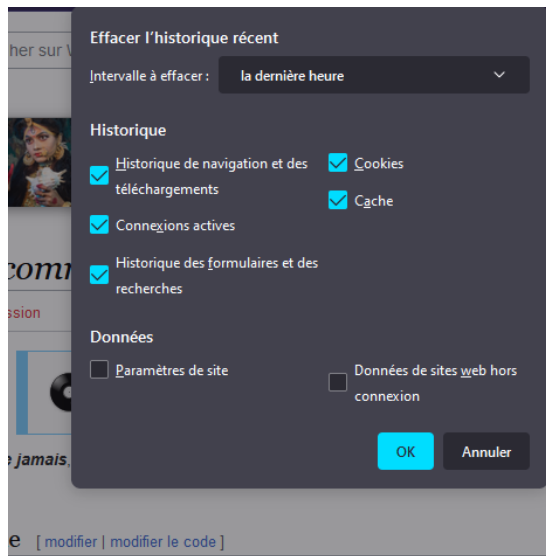 Effacer l'historique récent
her sur
Intervalle à effacer : la dernière heure
Historique
Historique de navigation et des téléchargements
Cookies
Cache
Connexions actives
comm
Historique des formulaires et des recherches
ssion
Données
Paramètres de site
Données de sites web hors connexion
OK Annuler
jamais,
e [ modifier | modifier le code ]